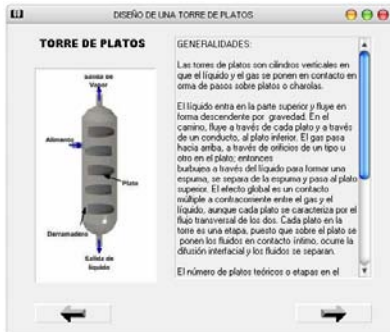 DISEÑO DE UNA TORRE DE PLATOS
TORRE DE PLATOS
Salida de
Vapor
Alimento
Plato
Derramadero
Salida de
líquido
GENERALIDADES:
Las torres de platos son cilindros verticales en
que el líquido y el gas se ponen en contacto en
orma de pasos sobre platos o charolas.
El líquido entra en la parte superior y fluye en
forma descendente por gravedad. En el
camino, fluye a través de cada plato y a través
de un conducto, al plato inferior. El gas pasa
hacia arriba, a través de orificios de un tipo u
otro en el plato; entonces
burbujea a través del líquido para formar una
espuma, se separa de la espuma y pasa al plato
superior. El efecto global es un contacto
múltiple a contracorriente entre el gas y el
líquido, aunque cada plato se caracteriza por el
flujo transversal de los dos. Cada plato en la
torre es una etapa, puesto que sobre el plato se
ponen los fluidos en contacto íntimo, ocurre la
difusión interfacial y los fluidos se separan.
El número de platos teóricos o etapas en el